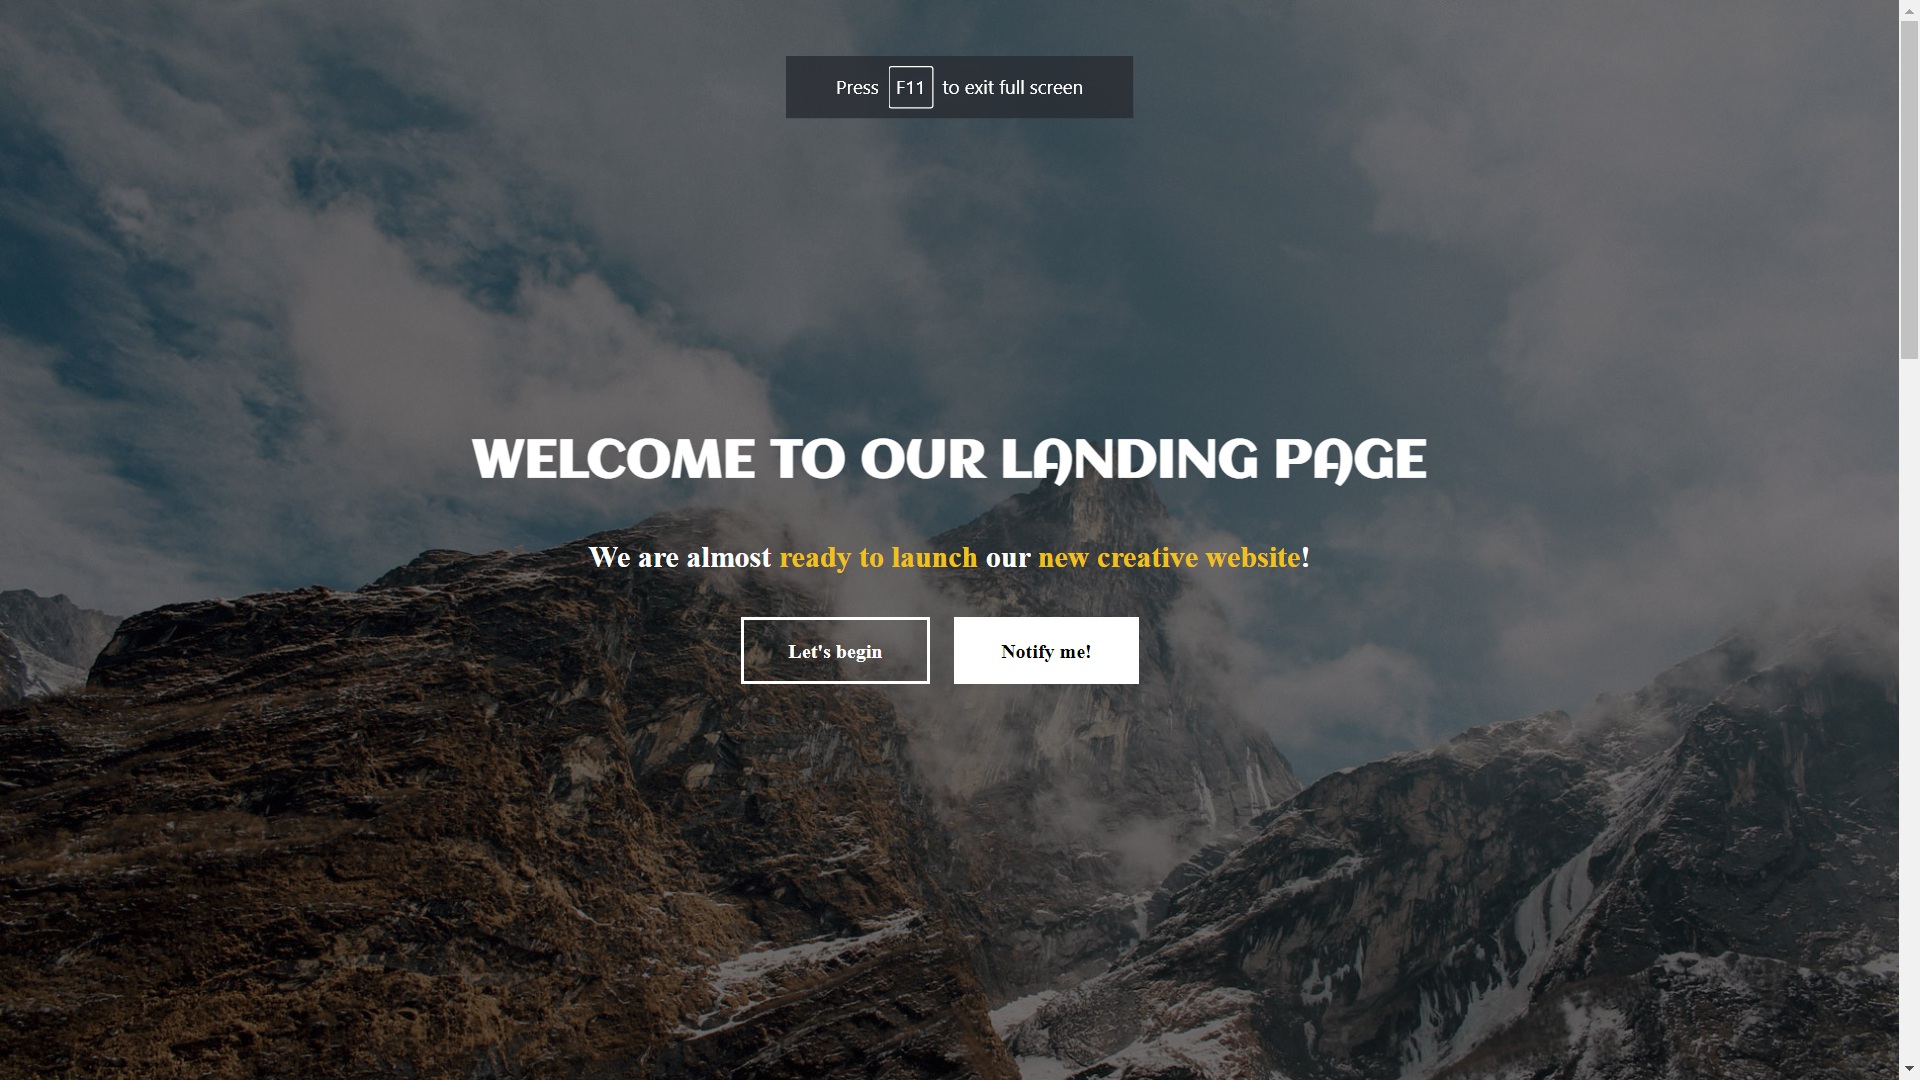 Press F11 to exit full screen
WELCOME TO OUR LANDING PAGE
We are almost ready to launch our new creative website!
Let's begin
Notify me!